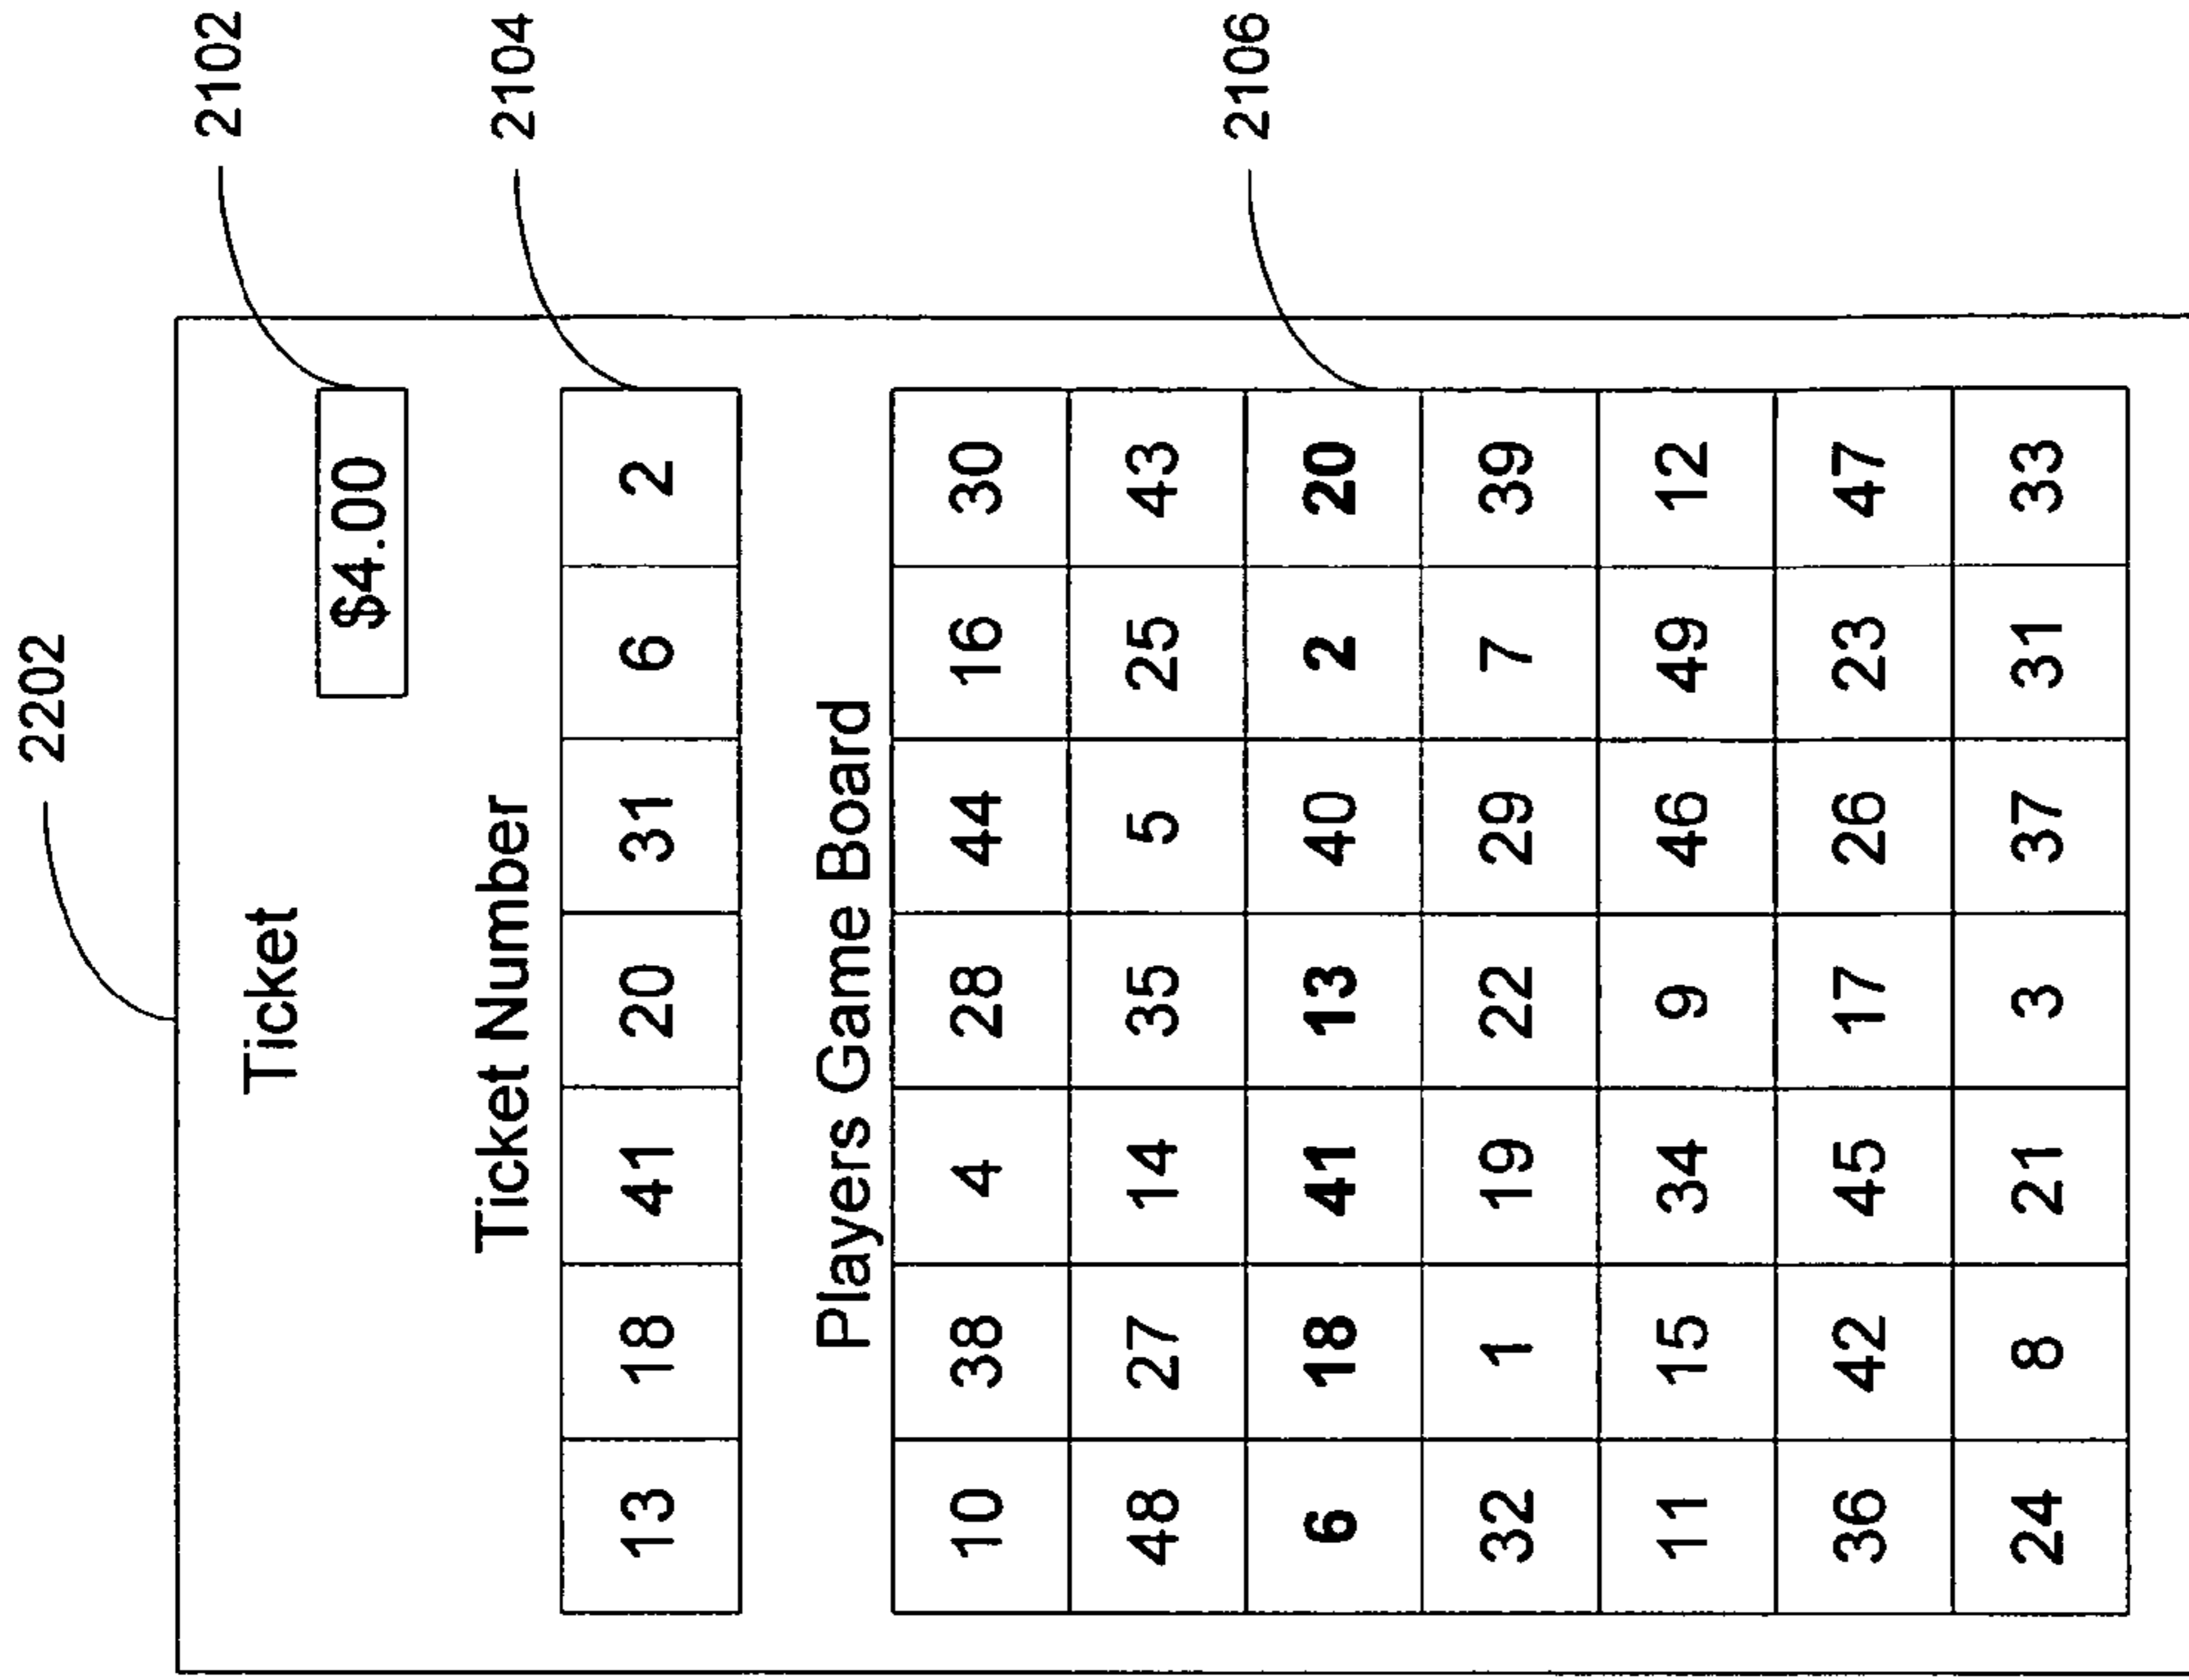 2202
Ticket
2102
$4.00
Ticket Number
2104
13 18 41 20 31 6 2
Players Game Board
2106
10 38 4 28 44 16 30
48 27 14 35 5 25 43
6 18 41 13 40 2 20
32 1 19 22 29 7 39
11 15 34 9 46 49 12
36 42 45 17 26 23 47
24 8 21 3 37 31 33